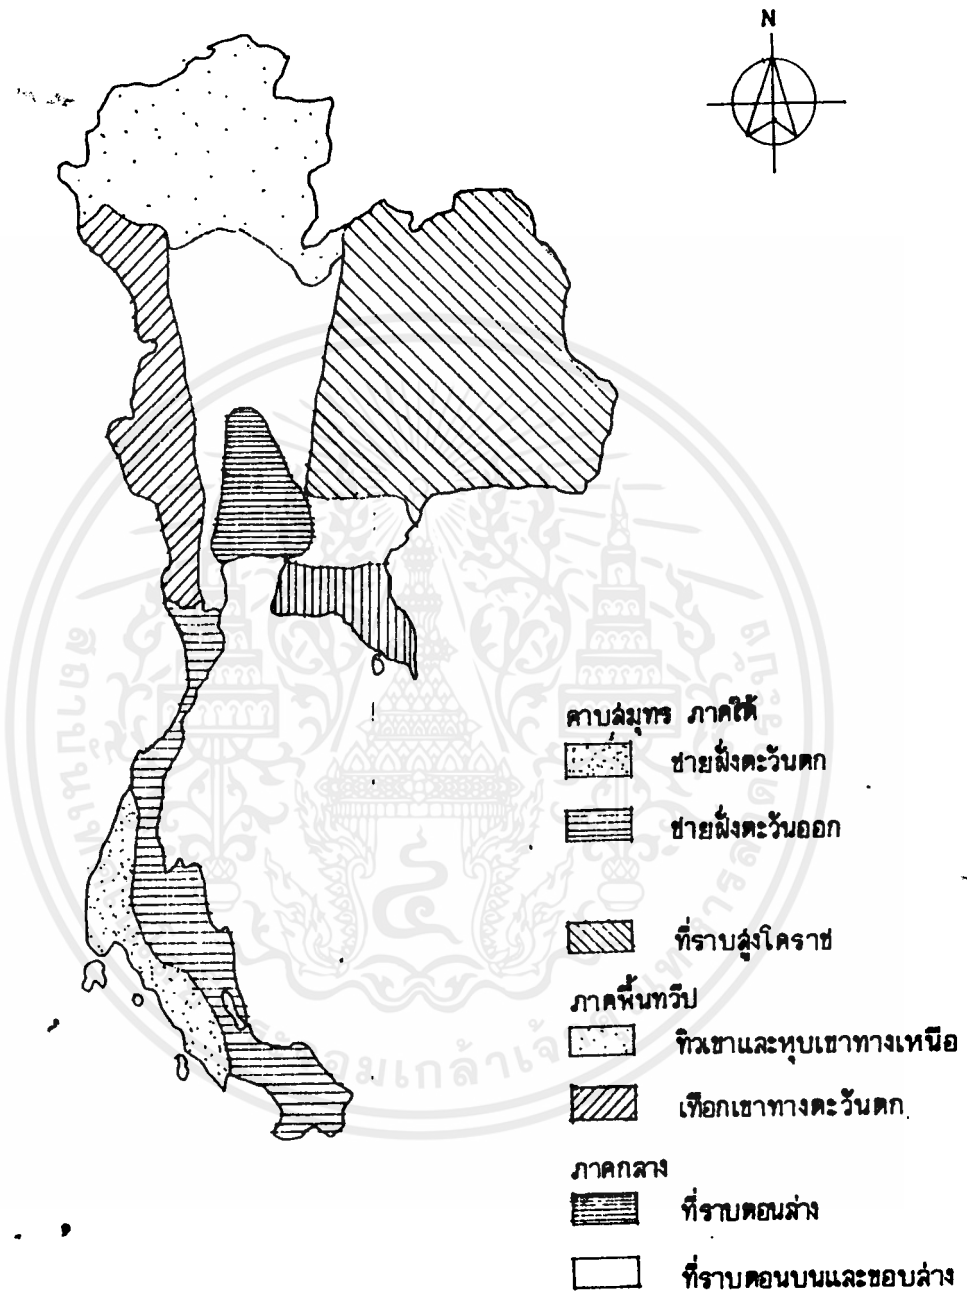 N
คาบสมุทร ภาคใต้
ชายฝั่งตะวันตก
ชายฝั่งตะวันออก
ที่ราบสูงโคราช
ภาคพื้นทวีป
ทิวเขาและหุบเขาทางเหนือ
เทือกเขาทางตะวันตก
ภาคกลาง
ที่ราบตอนล่าง
ที่ราบตอนบนและขอบล่าง